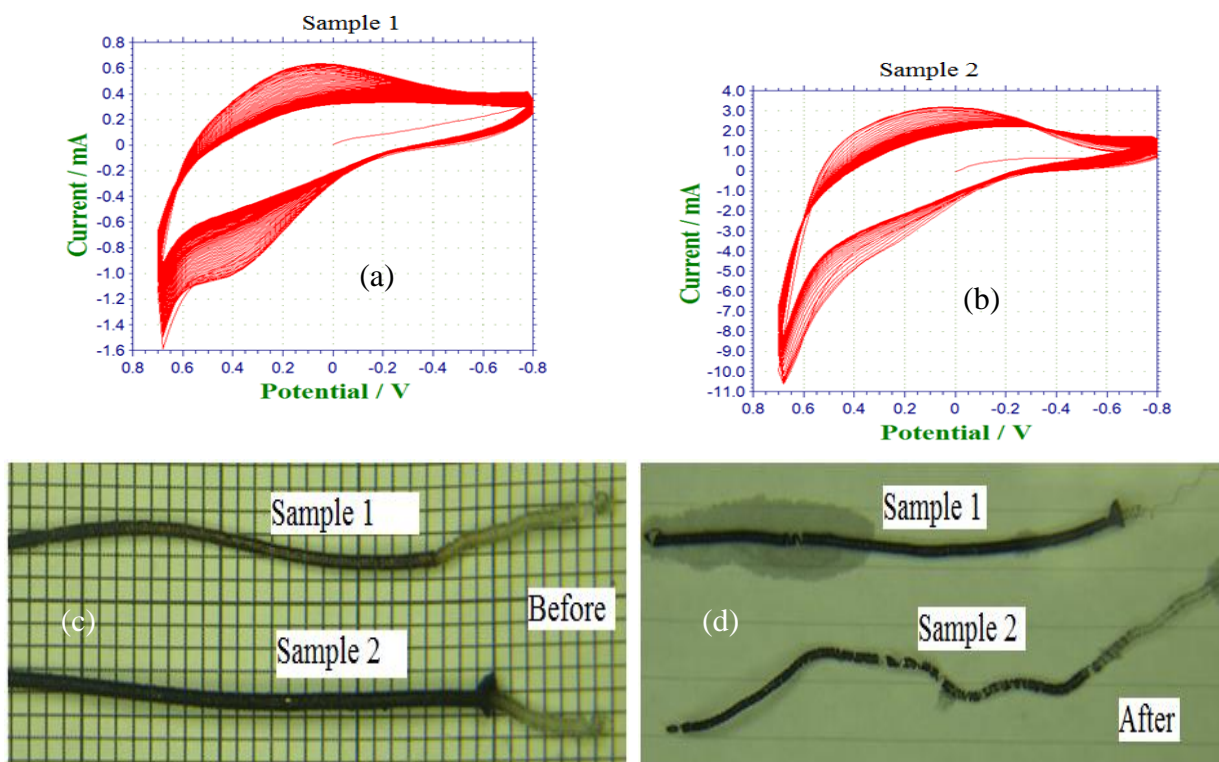 Sample 1
0.8
0.6
0.4
0.2
0
-0.2
-0.4
-0.6
-0.8
-1.0
-1.2
-1.4
-1.6
Current / mA
(a)
0.8 0.6 0.4 0.2 0 -0.2 -0.4 -0.6 -0.8
Potential / V
Sample 2
4.0
3.0
2.0
1.0
0
-1.0
-2.0
-3.0
-4.0
-5.0
-6.0
-7.0
-8.0
-9.0
-10.0
-11.0
Current / mA
(b)
0.8 0.6 0.4 0.2 0 -0.2 -0.4 -0.6 -0.8
Potential / V
Sample 1
Before
(c)
Sample 2
Sample 1
(d)
Sample 2
After